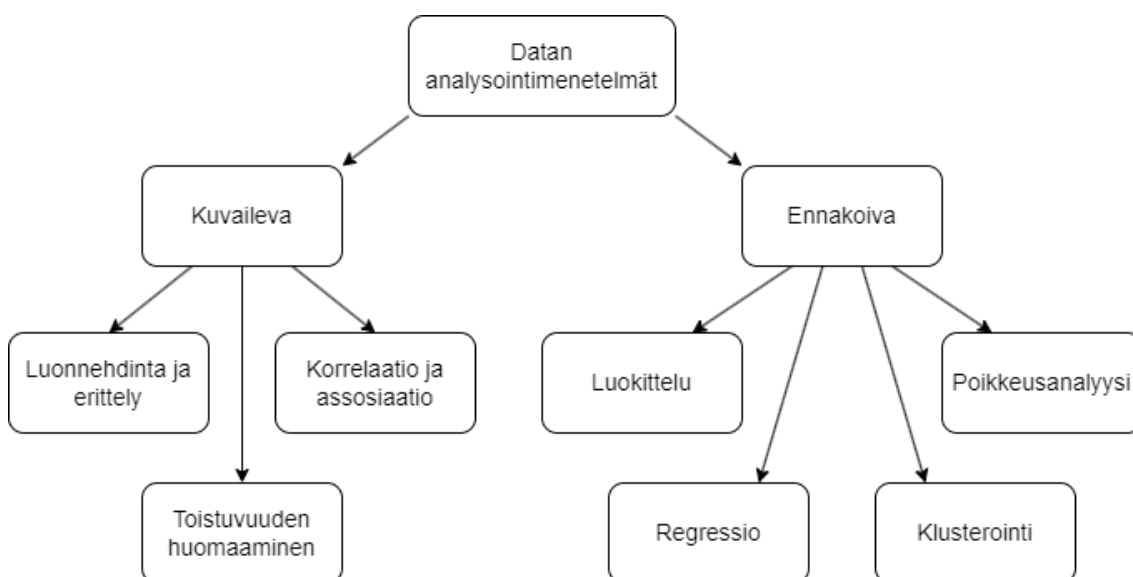 Datan
analysointimenetelmät
Kuvaileva
Ennakoiva
Luonnehdinta ja
erittely
Korrelaatio ja
assosiaatio
Luokittelu
Poikkeusanalyysi
Toistuvuuden
huomaaminen
Regressio
Klusterointi